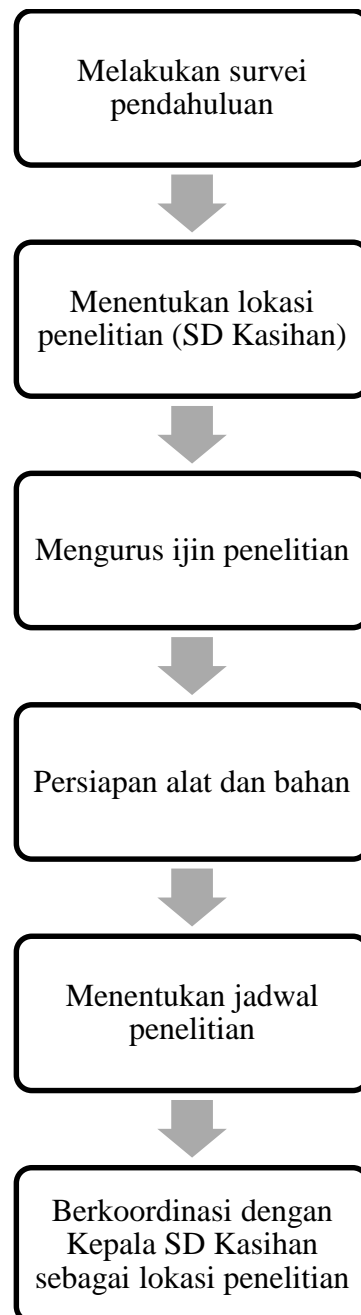 Melakukan survei
pendahuluan
Menentukan lokasi
penelitian (SD Kasihan)
Mengurus ijin penelitian
Persiapan alat dan bahan
Menentukan jadwal
penelitian
Berkoordinasi dengan
Kepala SD Kasihan
sebagai lokasi penelitian